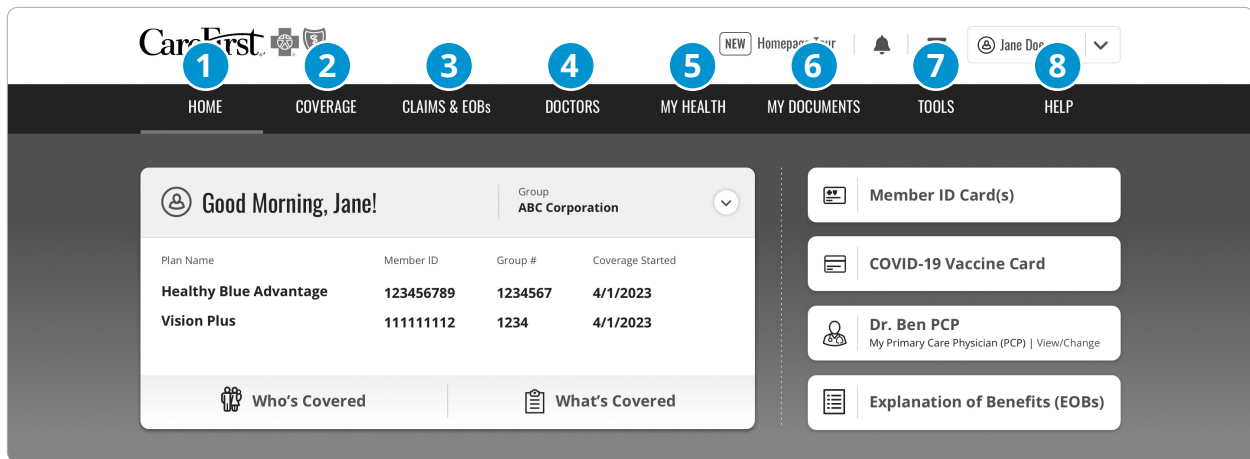 CareFirst
NEW Homepage Tour
Jane Doe
1 2 3 4 5 6 7 8
HOME COVERAGE CLAIMS & EOBs DOCTORS MY HEALTH MY DOCUMENTS TOOLS HELP
Good Morning, Jane!
Group
ABC Corporation
Plan Name Member ID Group # Coverage Started
Healthy Blue Advantage 123456789 1234567 4/1/2023
Vision Plus 111111112 1234 4/1/2023
Who's Covered What's Covered
Member ID Card(s)
COVID-19 Vaccine Card
Dr. Ben PCP
My Primary Care Physician (PCP) | View/Change
Explanation of Benefits (EOBs)